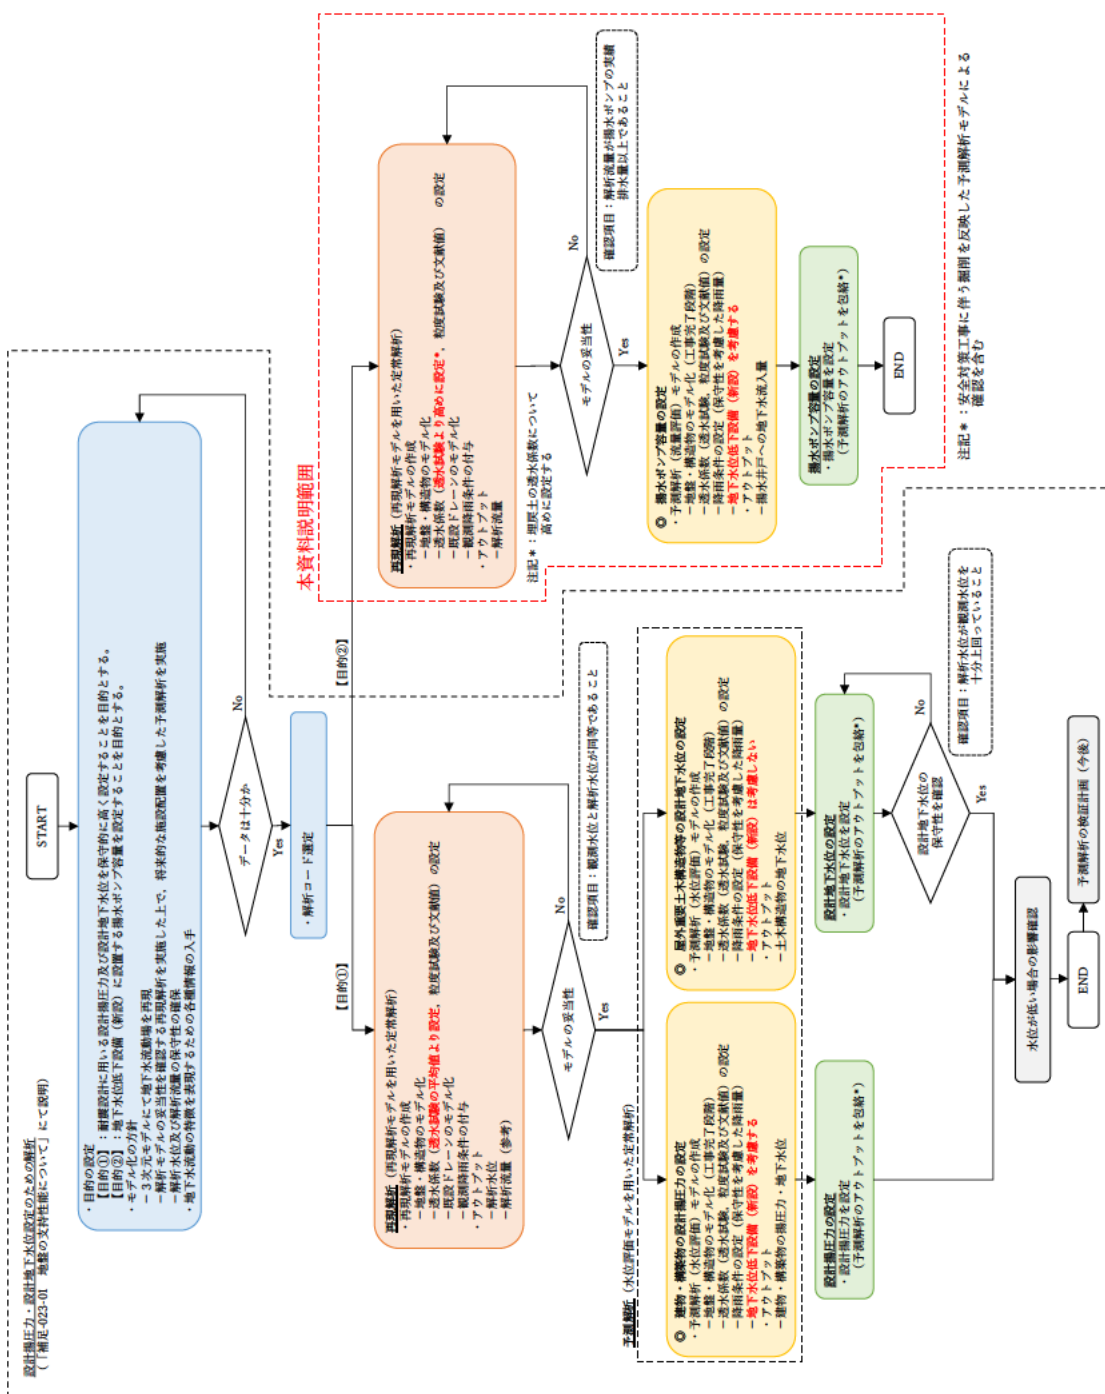 設計揚圧力・設計地下水位設定のための解析
(「補足-023-01 地盤の支持性能について」にて説明)
START
・目的の設定
【目的①】：耐震設計に用いる設計揚圧力及び設計地下水位を保守的に高く設定することを目的とする。
【目的②】：地下水位低下設備（新設）に設置する揚水ポンプ容量を設定することを目的とする。
・モデル化の方針
－３次元モデルにて地下水流動場を再現
－解析モデルの妥当性を確認する再現解析を実施した上で、将来的な施設配置を考慮した予測解析を実施
－解析水位及び解析流量の保守性の確保
・地下水流動の特徴を表現するための各種情報の入手
データは十分か
No
Yes
・解析コード選定
【目的①】
【目的②】
再現解析（再現解析モデルを用いた定常解析）
・再現解析モデルの作成
－地盤・構造物のモデル化
－透水係数（透水試験の平均値より設定、粒度試験及び文献値）の設定
－既設ドレーンのモデル化
－観測降雨条件の付与
・アウトプット
－解析水位
－解析流量（参考）
モデルの妥当性
No
Yes
確認項目：観測水位と解析水位が同等であること
予測解析（水位評価モデルを用いた定常解析）
◎ 建物・構築物の設計揚圧力の設定
・予測解析（水位評価）モデルの作成
－地盤・構造物のモデル化（工事完了段階）
－透水係数（透水試験、粒度試験及び文献値）の設定
－降雨条件の設定（保守性を考慮した降雨量）
－地下水位低下設備（新設）を考慮する
・アウトプット
－建物・構築物の揚圧力・地下水位
◎ 屋外重要土木構造物等の設計地下水位の設定
・予測解析（水位評価）モデルの作成
－地盤・構造物のモデル化（工事完了段階）
－透水係数（透水試験、粒度試験及び文献値）の設定
－降雨条件の設定（保守性を考慮した降雨量）
－地下水位低下設備（新設）は考慮しない
・アウトプット
－土木構造物の地下水位
設計揚圧力の設定
・設計揚圧力を設定
（予測解析のアウトプットを包絡*）
設計地下水位の設定
・設計地下水位を設定
（予測解析のアウトプットを包絡*）
設計地下水位の
保守性を確認
No
Yes
確認項目：解析水位が観測水位を
十分上回っていること
水位が低い場合の影響確認
END
予測解析の検証計画（今後）
本資料説明範囲
再現解析（再現解析モデルを用いた定常解析）
・再現解析モデルの作成
－地盤・構造物のモデル化
－透水係数（透水試験より高めに設定*、粒度試験及び文献値）の設定
－既設ドレーンのモデル化
－観測降雨条件の付与
・アウトプット
－解析流量
注記＊：埋戻土の透水係数について
高めに設定する
モデルの妥当性
No
Yes
確認項目：解析流量が揚水ポンプの実績
排水量以上であること
◎ 揚水ポンプ容量の設定
・予測解析（流量評価）モデルの作成
－地盤・構造物のモデル化（工事完了段階）
－透水係数（透水試験、粒度試験及び文献値）の設定
－降雨条件の設定（保守性を考慮した降雨量）
－地下水位低下設備（新設）を考慮する
・アウトプット
－揚水井戸への地下水流入量
揚水ポンプ容量の設定
・揚水ポンプ容量を設定
（予測解析のアウトプットを包絡*）
END
注記＊：安全対策工事に伴う掘削を反映した予測解析モデルによる
確認を含む